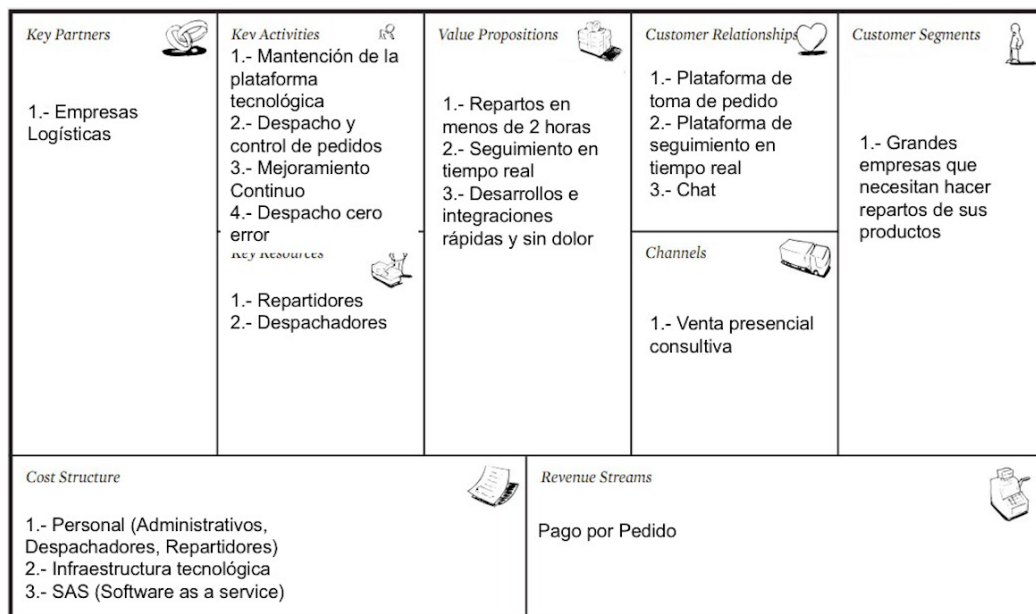 Key Partners
1.- Empresas
Logísticas
Key Activities
1.- Mantención de la
plataforma
tecnológica
2.- Despacho y
control de pedidos
3.- Mejoramiento
Continuo
4.- Despacho cero
error
Key Resources
1.- Repartidores
2.- Despachadores
Value Propositions
1.- Repartos en
menos de 2 horas
2.- Seguimiento en
tiempo real
3.- Desarrollos e
integraciones
rápidas y sin dolor
Customer Relationships
1.- Plataforma de
toma de pedido
2.- Plataforma de
seguimiento en
tiempo real
3.- Chat
Channels
1.- Venta presencial
consultiva
Customer Segments
1.- Grandes
empresas que
necesitan hacer
repartos de sus
productos
Cost Structure
1.- Personal (Administrativos,
Despachadores, Repartidores)
2.- Infraestructura tecnológica
3.- SAS (Software as a service)
Revenue Streams
Pago por Pedido